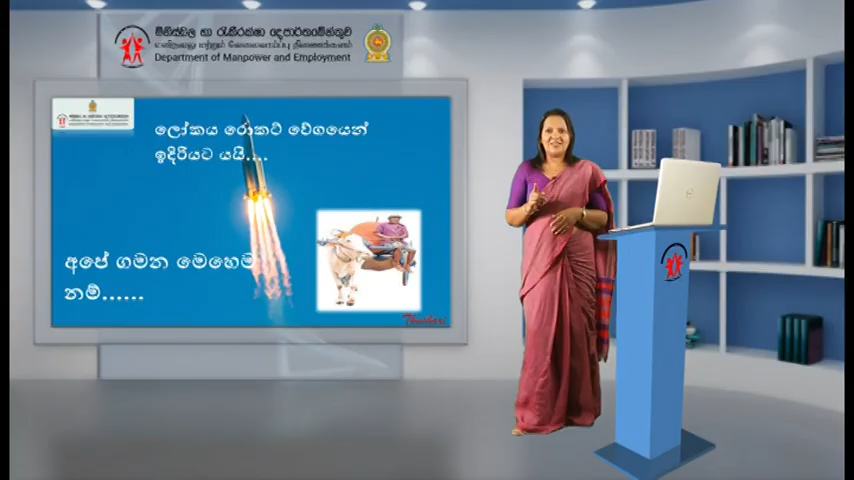 මිනිස්බල හා රැකීරක්ෂා දෙපාර්තමේන්තුව
Department of Manpower and Employment
ලෝකය රොකට් වේගයෙන්
ඉදිරියට යයි....
අපේ ගමන මෙහෙම
නම්......